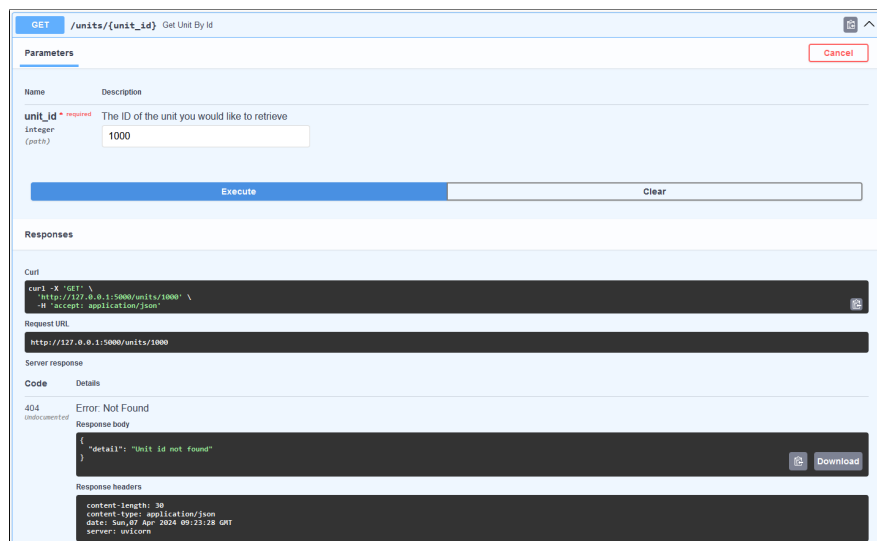 GET /units/{unit_id} Get Unit By Id
Parameters
Cancel
Name Description
unit_id * required The ID of the unit you would like to retrieve
integer
(path)
1000
Execute Clear
Responses
Curl
curl -X 'GET' \
'http://127.0.0.1:5000/units/1000' \
-H 'accept: application/json'
Request URL
http://127.0.0.1:5000/units/1000
Server response
Code Details
404 Error: Not Found
Undocumented
Response body
{
"detail": "Unit id not found"
}
Download
Response headers
content-length: 30
content-type: application/json
date: Sun,07 Apr 2024 09:23:28 GMT
server: uvicorn